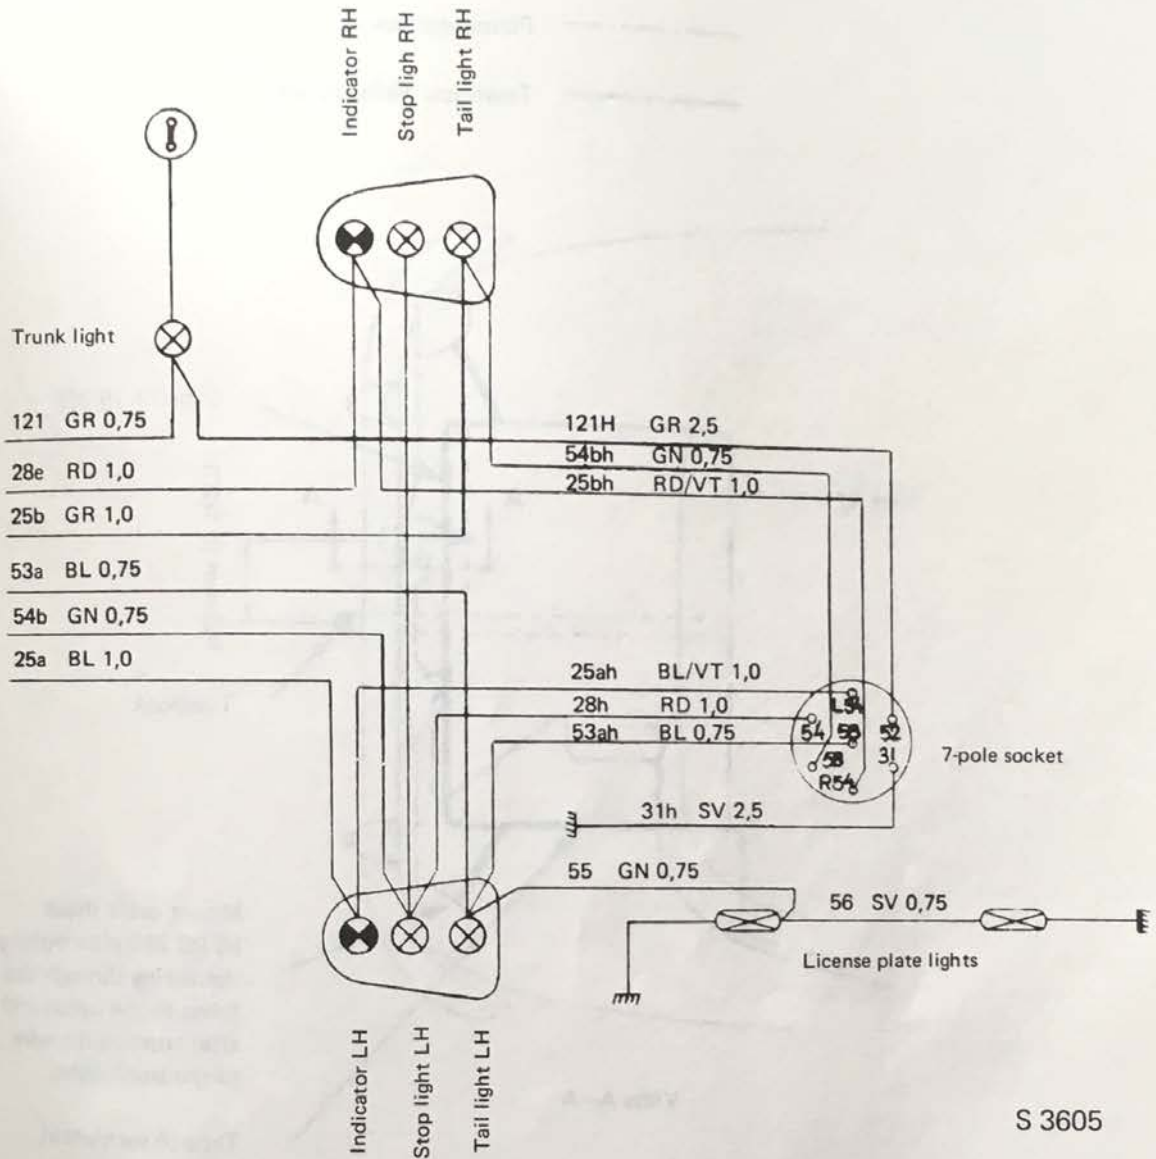 Indicator RH
Stop ligh RH
Tail light RH
Trunk light
121 GR 0,75
28e RD 1,0
25b GR 1,0
53a BL 0,75
54b GN 0,75
25a BL 1,0
121H GR 2,5
54bh GN 0,75
25bh RD/VT 1,0
25ah BL/VT 1,0
28h RD 1,0
53ah BL 0,75
L54
54 52
58 31
R54
7-pole socket
31h SV 2,5
55 GN 0,75
56 SV 0,75
License plate lights
Indicator LH
Stop light LH
Tail light LH
S 3605